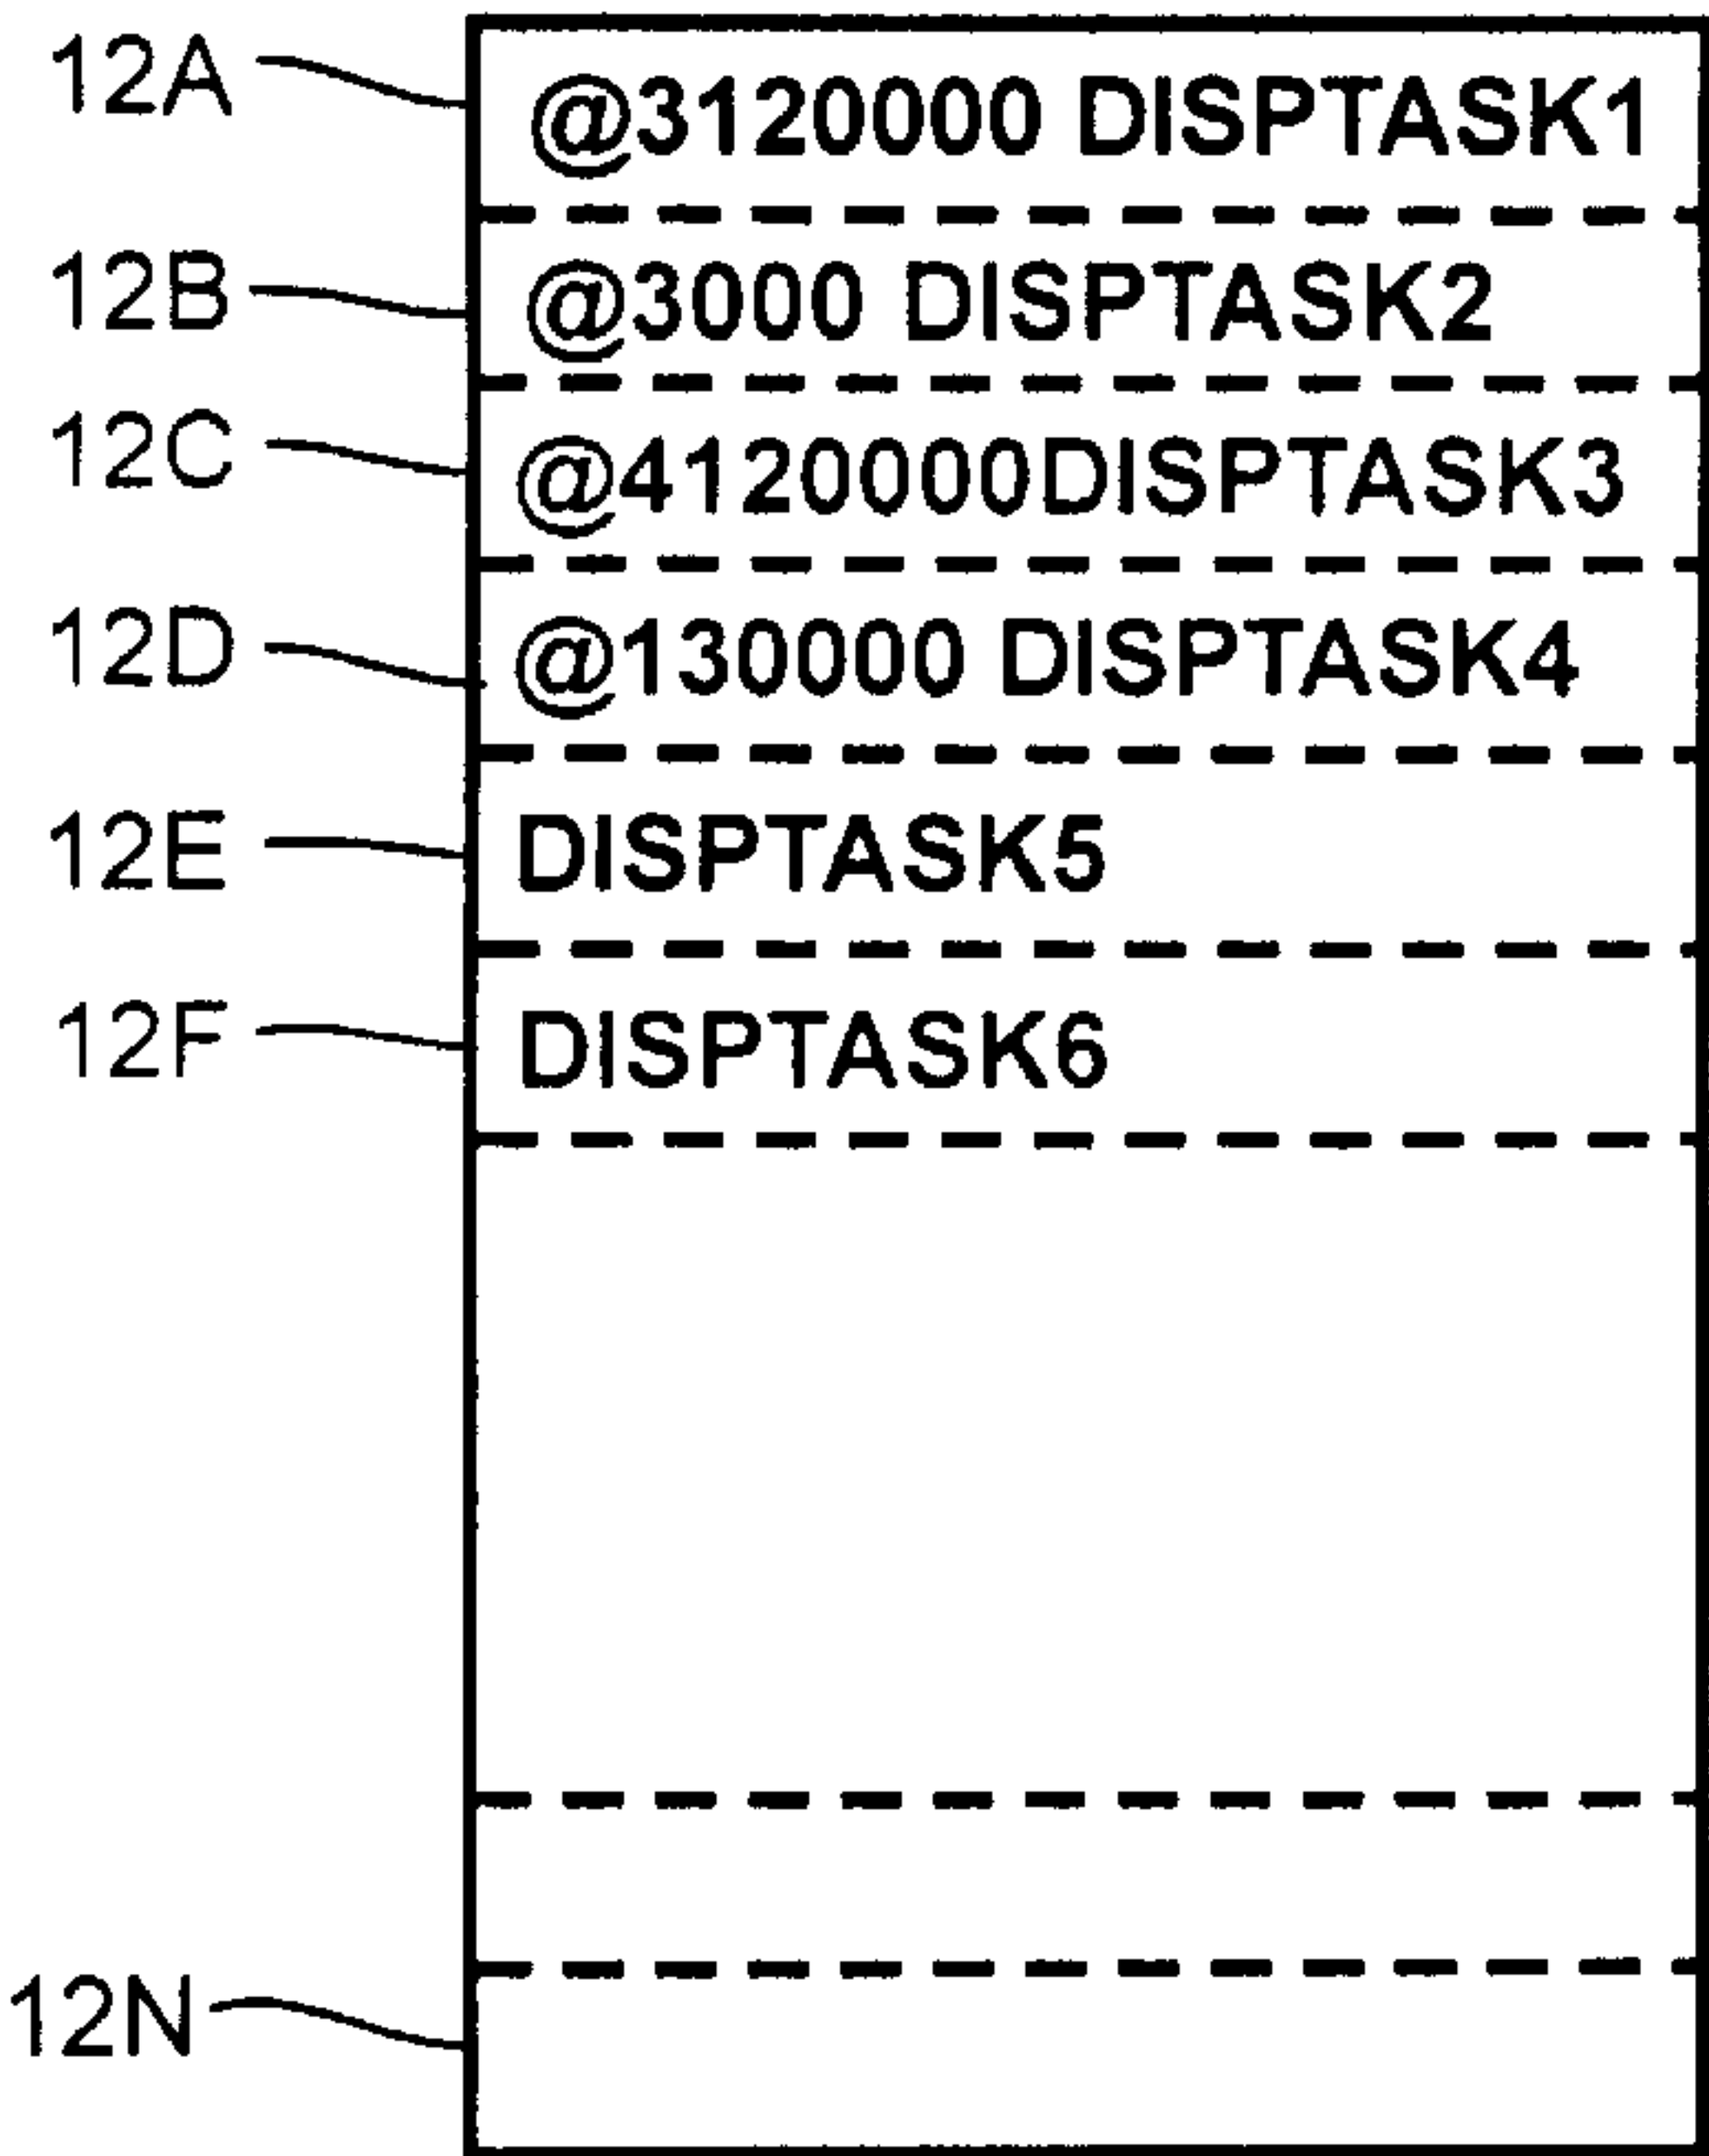 12A @3120000 DISPTASK1
12B @3000 DISPTASK2
12C @4120000DISPTASK3
12D @130000 DISPTASK4
12E DISPTASK5
12F DISPTASK6
12N